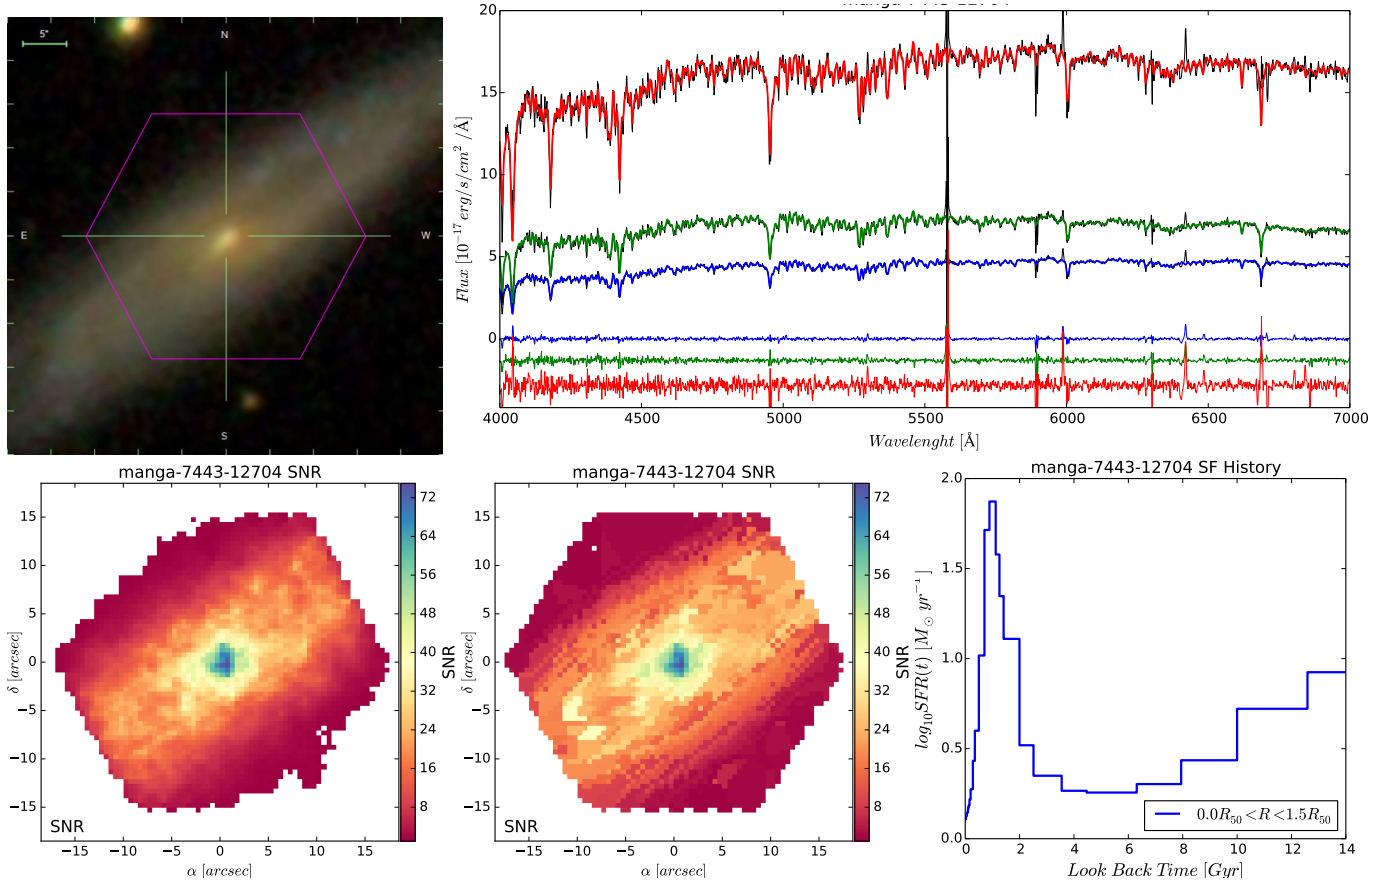 5"
N
E
W
S
20
15
10
5
0
4000 4500 5000 5500 6000 6500 7000
Flux [10⁻¹⁷ erg/s/cm² /Å]
Wavelenght [Å]
manga-7443-12704 SNR
15
10
5
0
−5
−10
−15
δ [arcsec]
−15 −10 −5 0 5 10 15
α [arcsec]
SNR
72
64
56
48
40
32
24
16
8
SNR
manga-7443-12704 SNR
15
10
5
0
−5
−10
−15
δ [arcsec]
−15 −10 −5 0 5 10 15
α [arcsec]
SNR
72
64
56
48
40
32
24
16
8
SNR
manga-7443-12704 SF History
2.0
1.5
1.0
0.5
0.0
log₁₀SFR(t) [M☉ yr⁻¹]
0 2 4 6 8 10 12 14
Look Back Time [Gyr]
0.0R₅₀<R<1.5R₅₀